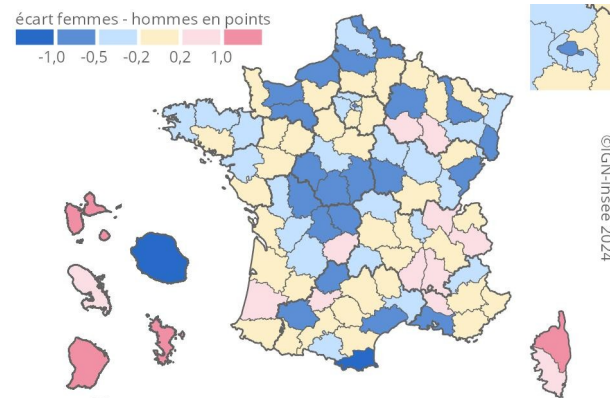 écart femmes - hommes en points
-1,0 -0,5 -0,2 0,2 1,0
©IGN-Insee 2024